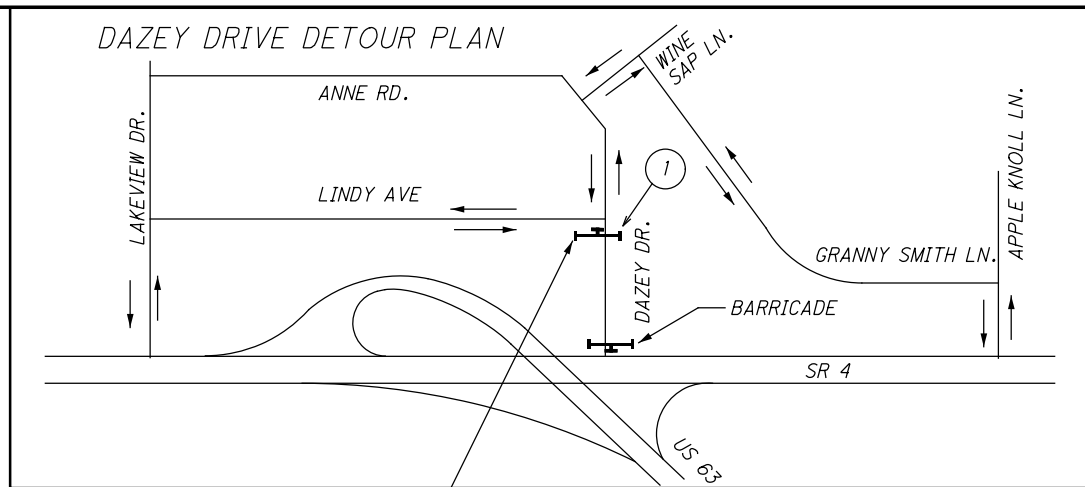 DAZEY DRIVE DETOUR PLAN
WINE
SAP LN.
ANNE RD.
LAKEVIEW DR.
APPLE KNOLL LN.
1
LINDY AVE
DAZEY DR.
GRANNY SMITH LN.
BARRICADE
SR 4
US 63